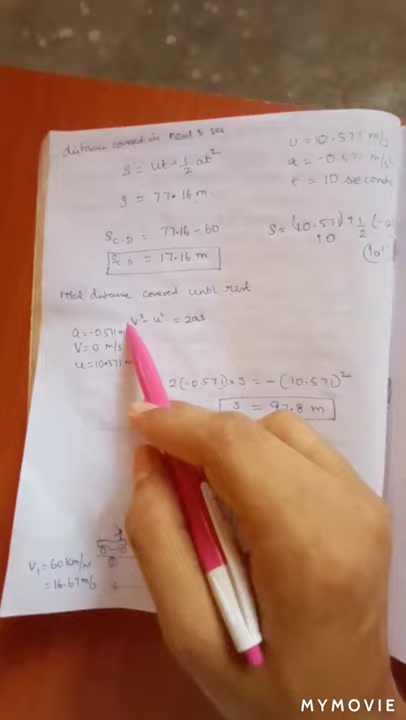 distance covered in next 5 sec
u = 10.571 m/s
a = -0.571 m/s
t = 10 seconds
S = ut + 1/2 at²
S = 77.16 m.
S = (10.57)
10
+ 1/2 (-0
(10)
S_C-D = 77.16 - 60
S_C-D = 17.16 m
total distance covered until rest
V² - u² = 2as
a = -0.571 m
V = 0 m/s
u = 10.571 m
2(-0.571) × S = -(10.571)²
S = 97.8 m
V₁ = 60 km/hr
= 16.67 m/s
MYMOVIE